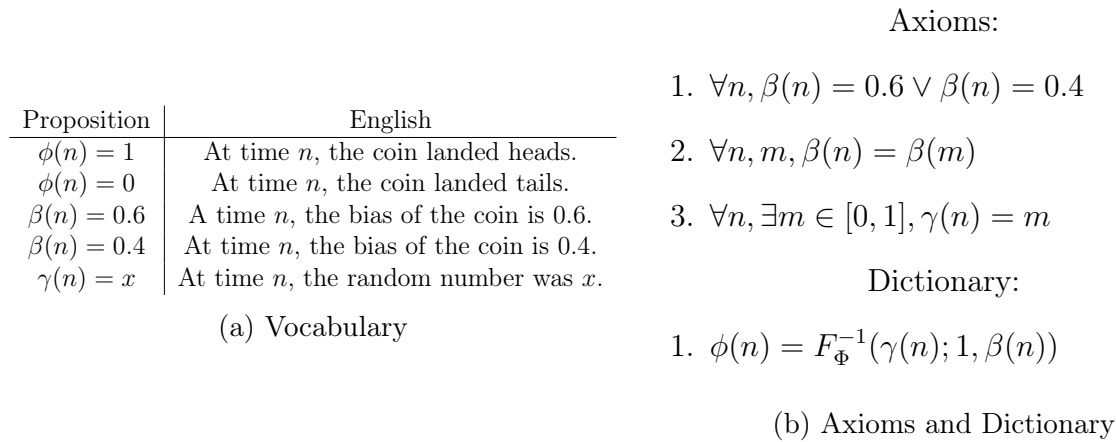 Proposition English
ϕ(n) = 1 At time n, the coin landed heads.
ϕ(n) = 0 At time n, the coin landed tails.
β(n) = 0.6 A time n, the bias of the coin is 0.6.
β(n) = 0.4 At time n, the bias of the coin is 0.4.
γ(n) = x At time n, the random number was x.
(a) Vocabulary
Axioms:
1. ∀n, β(n) = 0.6 ∨ β(n) = 0.4
2. ∀n, m, β(n) = β(m)
3. ∀n, ∃m ∈ [0, 1], γ(n) = m
Dictionary:
1. ϕ(n) = F_Φ^{-1}(γ(n); 1, β(n))
(b) Axioms and Dictionary